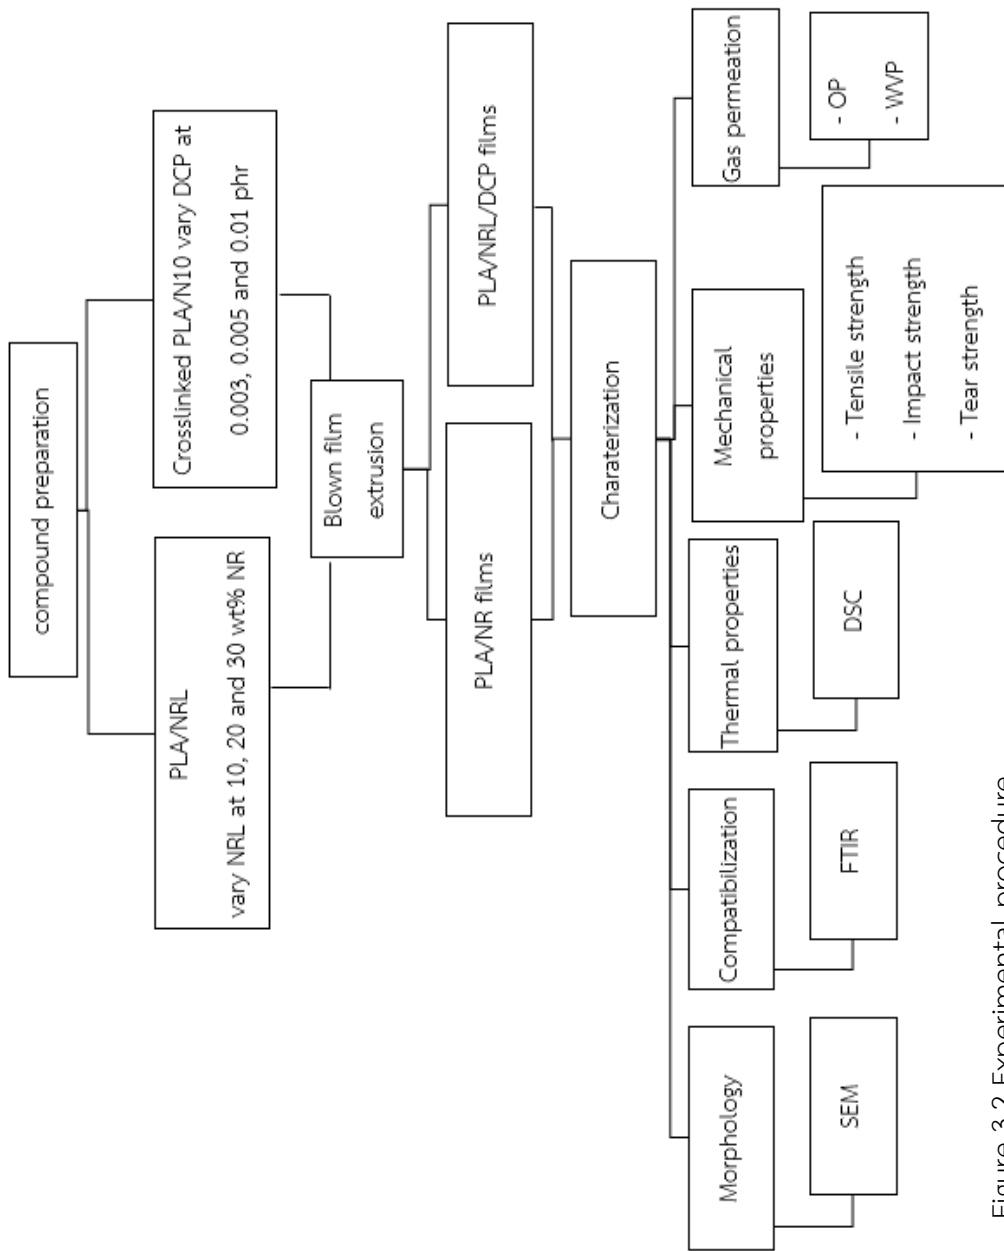 compound preparation
PLA/NRL
vary NRL at 10, 20 and 30 wt% NR
Crosslinked PLA/N10 vary DCP at
0.003, 0.005 and 0.01 phr
Blown film
extrusion
PLA/NR films
PLA/NRL/DCP films
Charaterization
Morphology
Compatibilization
Thermal properties
Mechanical
properties
Gas permeation
SEM
FTIR
DSC
- Tensile strength
- Impact strength
- Tear strength
- OP
- WVP
Figure 3.2 Experimental procedure